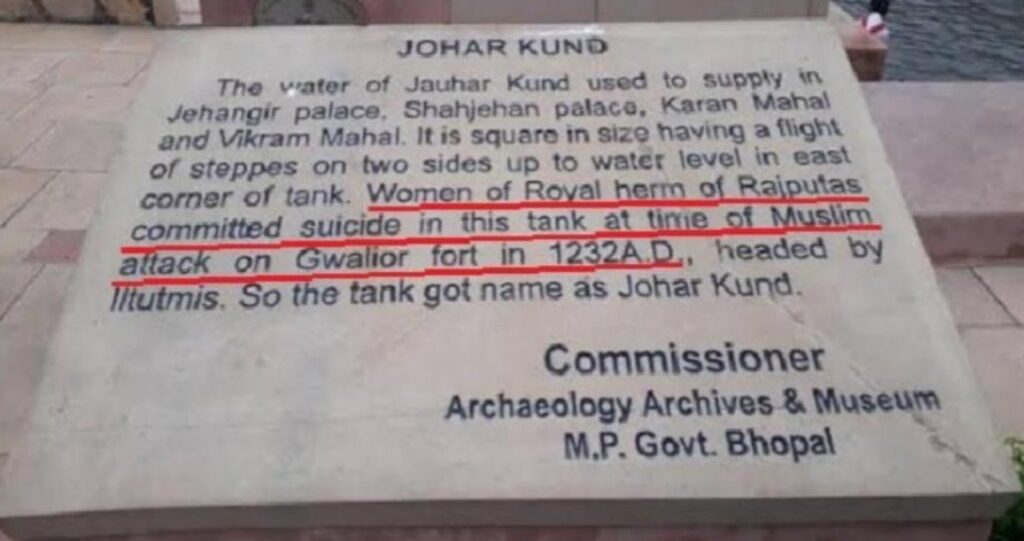 JOHAR KUND
The water of Jauhar Kund used to supply in
Jehangir palace, Shahjehan palace, Karan Mahal
and Vikram Mahal. It is square in size having a flight
of steppes on two sides up to water level in east
corner of tank. Women of Royal herm of Rajputas
committed suicide in this tank at time of Muslim
attack on Gwalior fort in 1232A.D., headed by
Iltutmis. So the tank got name as Johar Kund.
Commissioner
Archaeology Archives & Museum
M.P. Govt. Bhopal